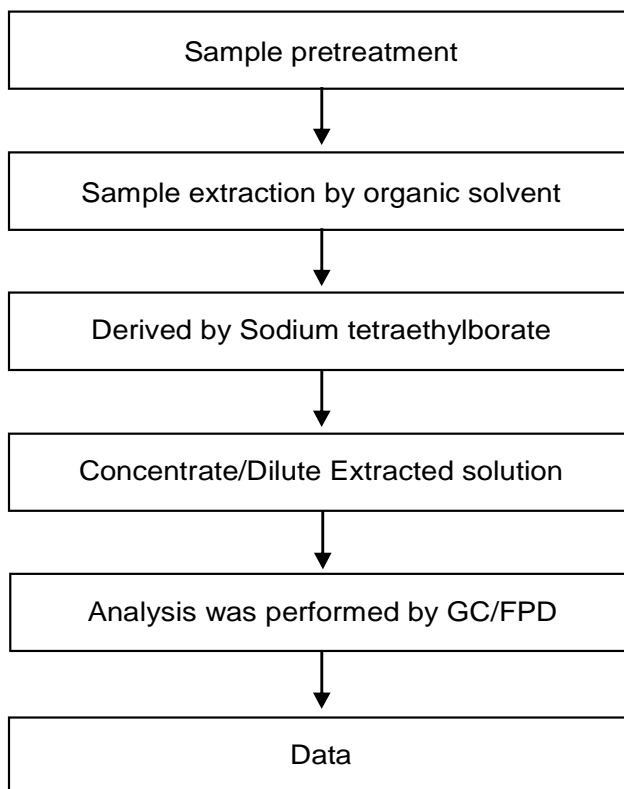 Sample pretreatment
Sample extraction by organic solvent
Derived by Sodium tetraethylborate
Concentrate/Dilute Extracted solution
Analysis was performed by GC/FPD
Data